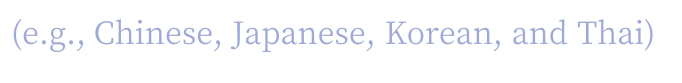 (e.g., Chinese, Japanese, Korean, and Thai)